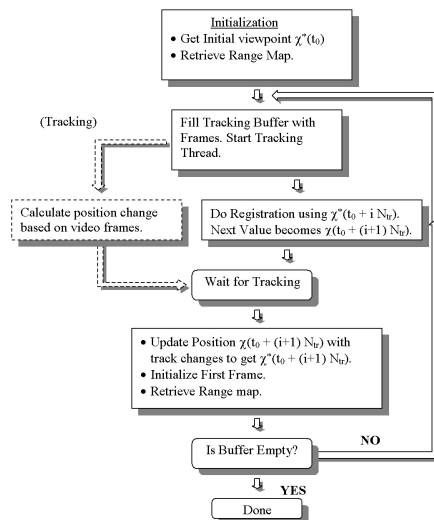 Initialization
• Get Initial viewpoint χ*(t₀)
• Retrieve Range Map.
(Tracking)
Fill Tracking Buffer with
Frames. Start Tracking
Thread.
Calculate position change
based on video frames.
Do Registration using χ*(t₀ + i Nₜᵣ).
Next Value becomes χ(t₀ + (i+1) Nₜᵣ).
Wait for Tracking
• Update Position χ(t₀ + (i+1) Nₜᵣ) with
track changes to get χ*(t₀ + (i+1) Nₜᵣ).
• Initialize First Frame.
• Retrieve Range map.
Is Buffer Empty?
NO
YES
Done